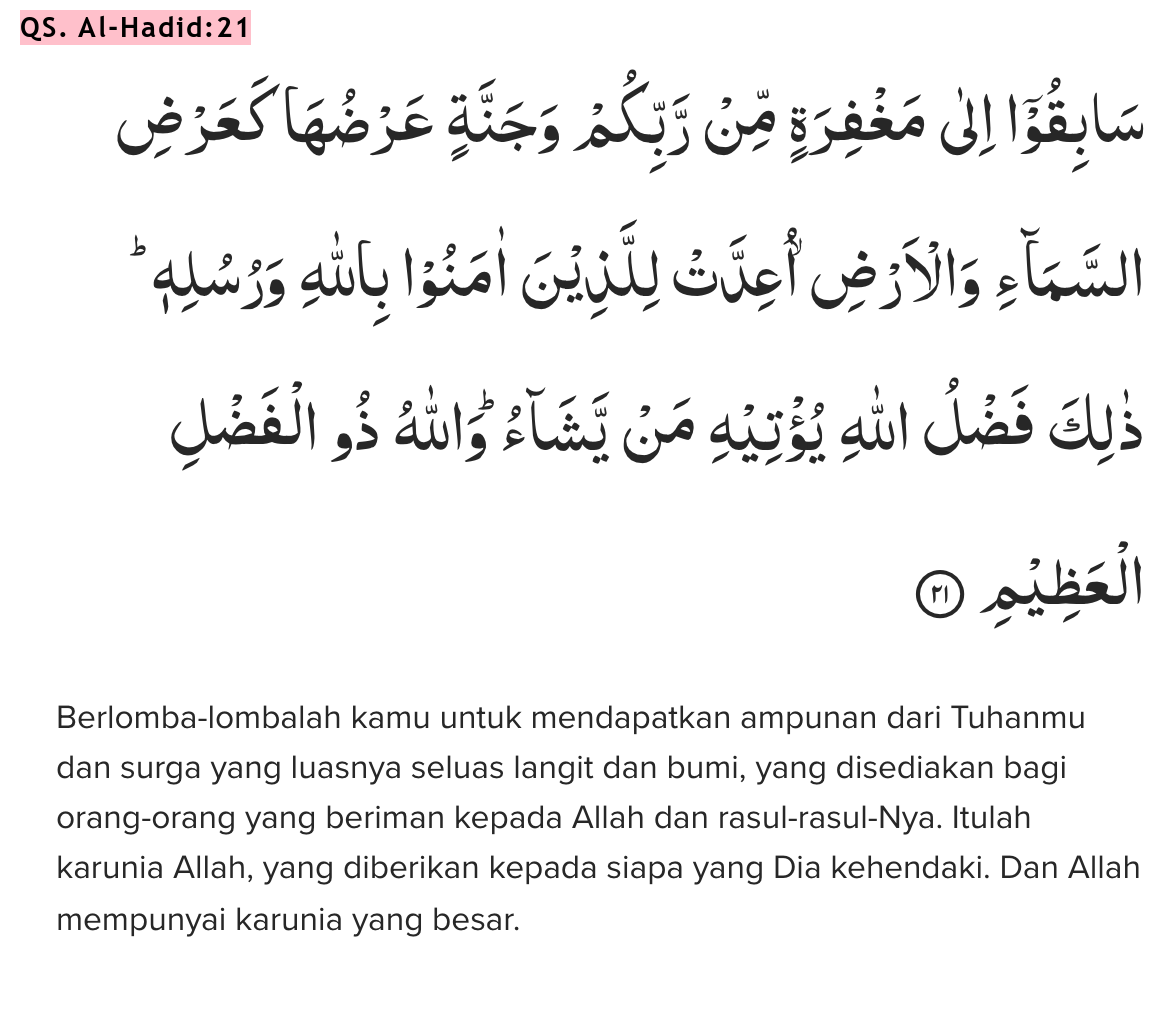 QS. Al-Hadid:21
سَابِقُوْٓا اِلٰى مَغْفِرَةٍ مِّنْ رَّبِّكُمْ وَجَنَّةٍ عَرْضُهَا كَعَرْضِ
السَّمَاۤءِ وَالْاَرْضِ اُعِدَّتْ لِلَّذِيْنَ اٰمَنُوْا بِاللّٰهِ وَرُسُلِهٖ ۗ
ذٰلِكَ فَضْلُ اللّٰهِ يُؤْتِيْهِ مَنْ يَّشَاۤءُ ۗوَاللّٰهُ ذُو الْفَضْلِ
الْعَظِيْمِ ٢١
Berlomba-lombalah kamu untuk mendapatkan ampunan dari Tuhanmu
dan surga yang luasnya seluas langit dan bumi, yang disediakan bagi
orang-orang yang beriman kepada Allah dan rasul-rasul-Nya. Itulah
karunia Allah, yang diberikan kepada siapa yang Dia kehendaki. Dan Allah
mempunyai karunia yang besar.